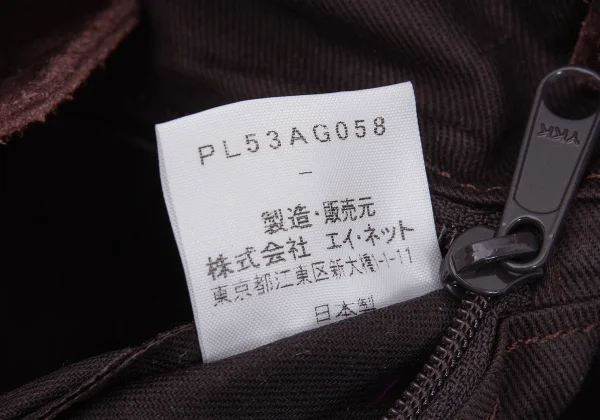 PL53AG058
–
製造・販売元
株式会社 エイ・ネット
東京都江東区新大橋1-1-11
日本製
YKK